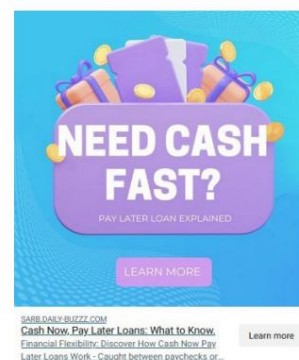 NEED CASH
FAST?
PAY LATER LOAN EXPLAINED
LEARN MORE
SARB.DAILY-BUZZZ.COM
Cash Now, Pay Later Loans: What to Know.
Financial Flexibility: Discover How Cash Now Pay
Later Loans Work - Caught between paychecks or...
Learn more